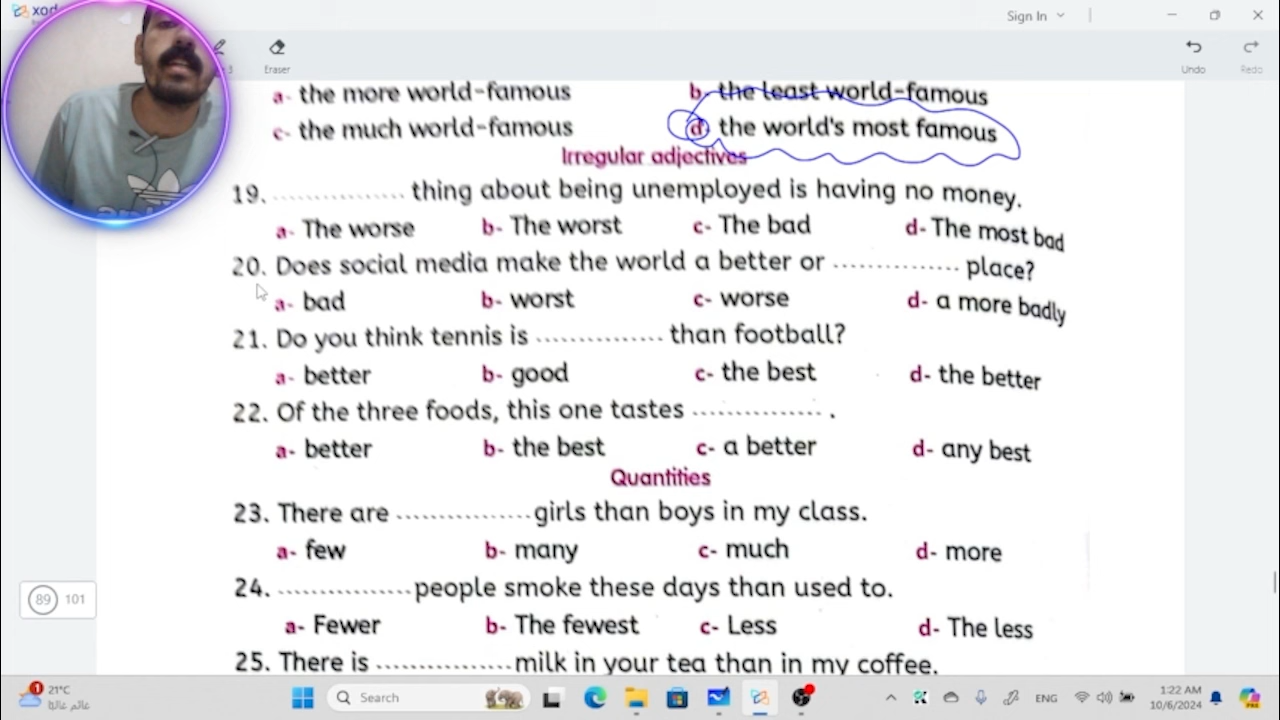 xod
Sign In
3
Eraser
Undo
Redo
a- the more world-famous b- the least world-famous
c- the much world-famous d- the world's most famous
Irregular adjectives
19. .............. thing about being unemployed is having no money.
a- The worse b- The worst c- The bad d- The most bad
20. Does social media make the world a better or .............. place?
a- bad b- worst c- worse d- a more badly
21. Do you think tennis is .............. than football?
a- better b- good c- the best d- the better
22. Of the three foods, this one tastes .............. .
a- better b- the best c- a better d- any best
Quantities
23. There are .............. girls than boys in my class.
a- few b- many c- much d- more
24. .............. people smoke these days than used to.
a- Fewer b- The fewest c- Less d- The less
25. There is .............. milk in your tea than in my coffee.
89 101
1 21°C
غائم غالبًا
Search
ENG
1:22 AM
10/6/2024
PRE